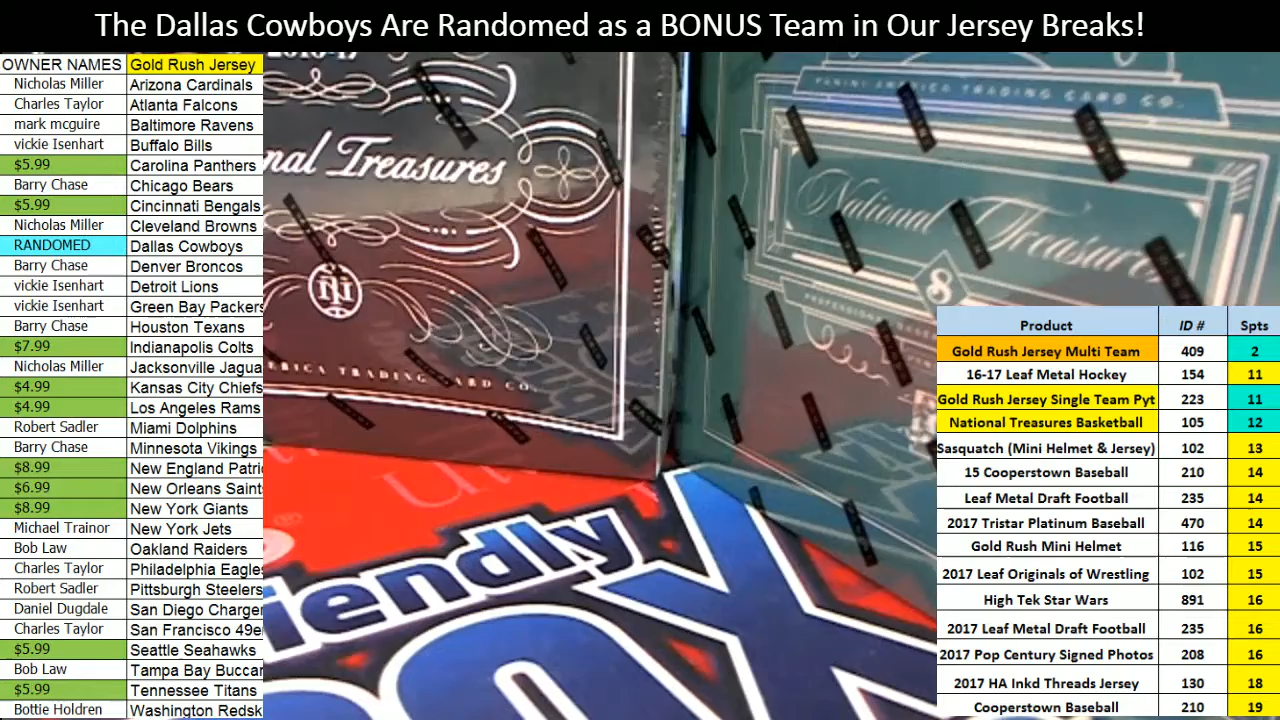 The Dallas Cowboys Are Randomed as a BONUS Team in Our Jersey Breaks!
OWNER NAMES Gold Rush Jersey
Nicholas Miller Arizona Cardinals
Charles Taylor Atlanta Falcons
mark mcguire Baltimore Ravens
vickie Isenhart Buffalo Bills
$5.99 Carolina Panthers
Barry Chase Chicago Bears
$5.99 Cincinnati Bengals
Nicholas Miller Cleveland Browns
RANDOMED Dallas Cowboys
Barry Chase Denver Broncos
vickie Isenhart Detroit Lions
vickie Isenhart Green Bay Packers
Barry Chase Houston Texans
$7.99 Indianapolis Colts
Nicholas Miller Jacksonville Jagua
$4.99 Kansas City Chiefs
$4.99 Los Angeles Rams
Robert Sadler Miami Dolphins
Barry Chase Minnesota Vikings
$8.99 New England Patri
$6.99 New Orleans Saint
$8.99 New York Giants
Michael Trainor New York Jets
Bob Law Oakland Raiders
Charles Taylor Philadelphia Eagle
Robert Sadler Pittsburgh Steelers
Daniel Dugdale San Diego Charger
Charles Taylor San Francisco 49e
$5.99 Seattle Seahawks
Bob Law Tampa Bay Buccar
$5.99 Tennessee Titans
Bottie Holdren Washington Redsk
nal Treasures
PANINI AMERICA TRADING CARD CO.
National Treasures
8
iendly
Product ID # Spts
Gold Rush Jersey Multi Team 409 2
16-17 Leaf Metal Hockey 154 11
Gold Rush Jersey Single Team Pyt 223 11
National Treasures Basketball 105 12
Sasquatch (Mini Helmet & Jersey) 102 13
15 Cooperstown Baseball 210 14
Leaf Metal Draft Football 235 14
2017 Tristar Platinum Baseball 470 14
Gold Rush Mini Helmet 116 15
2017 Leaf Originals of Wrestling 102 15
High Tek Star Wars 891 16
2017 Leaf Metal Draft Football 235 16
2017 Pop Century Signed Photos 208 16
2017 HA Inkd Threads Jersey 130 18
Cooperstown Baseball 210 19